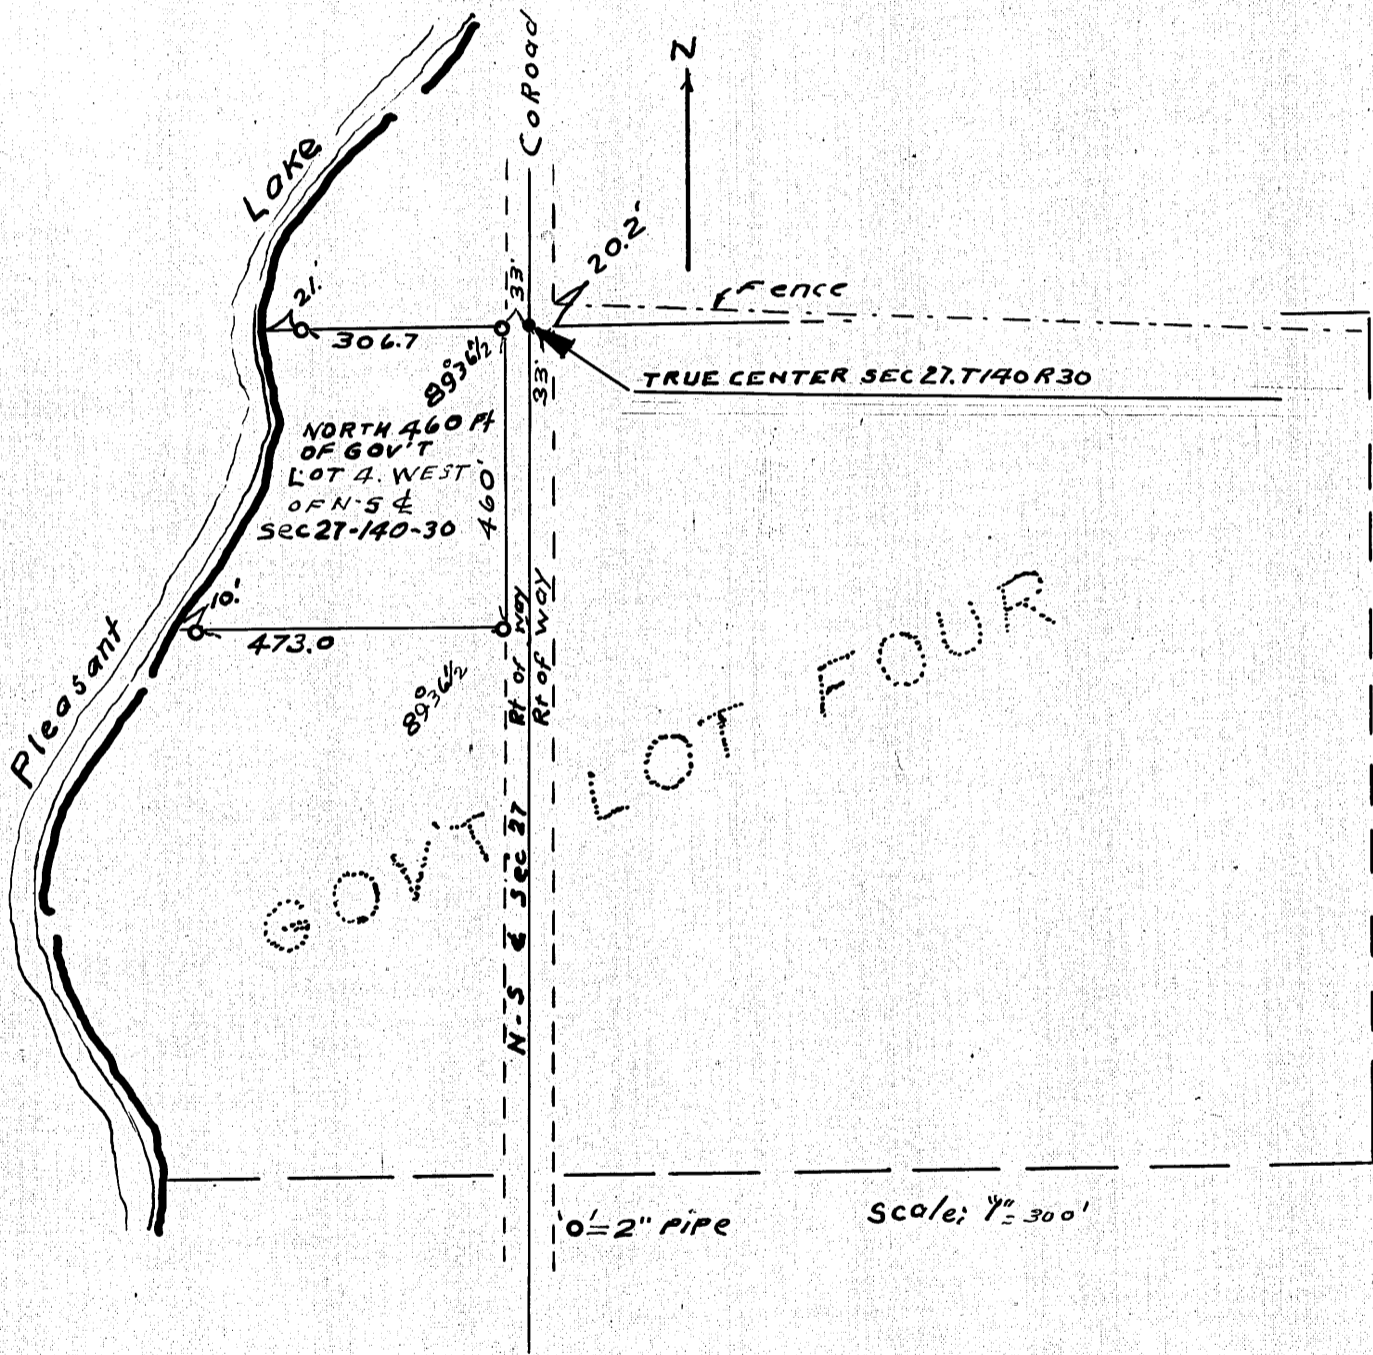 Co Road
N
Lake
20.2'
21.'
33'
Fence
306.7
89°36½
33'
TRUE CENTER SEC 27. T140 R30
NORTH 460 Ft
OF GOV'T
LOT 4. WEST
OF N-S ℄
Sec 27-140-30
460'
10.'
473.0
89°36½
Rt of way
Rt of way
Pleasant
GOV'T LOT FOUR
N-S ℄ Sec 27
'O'=2" PIPE
Scale; 1"=300'